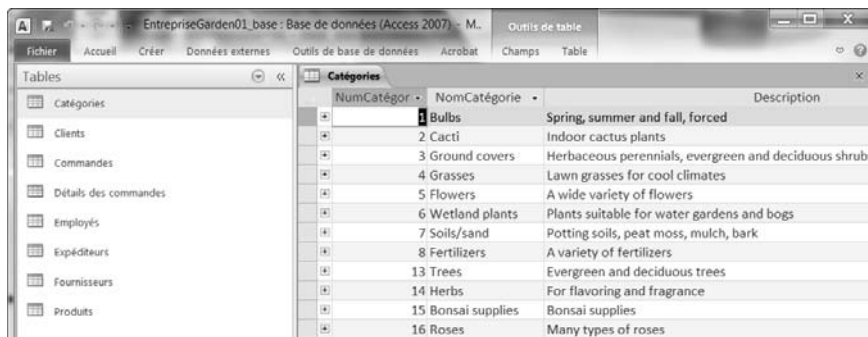 EntrepriseGarden01_base : Base de données (Access 2007) - M..
Outils de table
Fichier Accueil Créer Données externes Outils de base de données Acrobat Champs Table
Tables
Catégories
Clients
Commandes
Détails des commandes
Employés
Expéditeurs
Fournisseurs
Produits
Catégories
NumCatégor NomCatégorie Description
1 Bulbs Spring, summer and fall, forced
2 Cacti Indoor cactus plants
3 Ground covers Herbaceous perennials, evergreen and deciduous shrub
4 Grasses Lawn grasses for cool climates
5 Flowers A wide variety of flowers
6 Wetland plants Plants suitable for water gardens and bogs
7 Soils/sand Potting soils, peat moss, mulch, bark
8 Fertilizers A variety of fertilizers
13 Trees Evergreen and deciduous trees
14 Herbs For flavoring and fragrance
15 Bonsai supplies Bonsai supplies
16 Roses Many types of roses